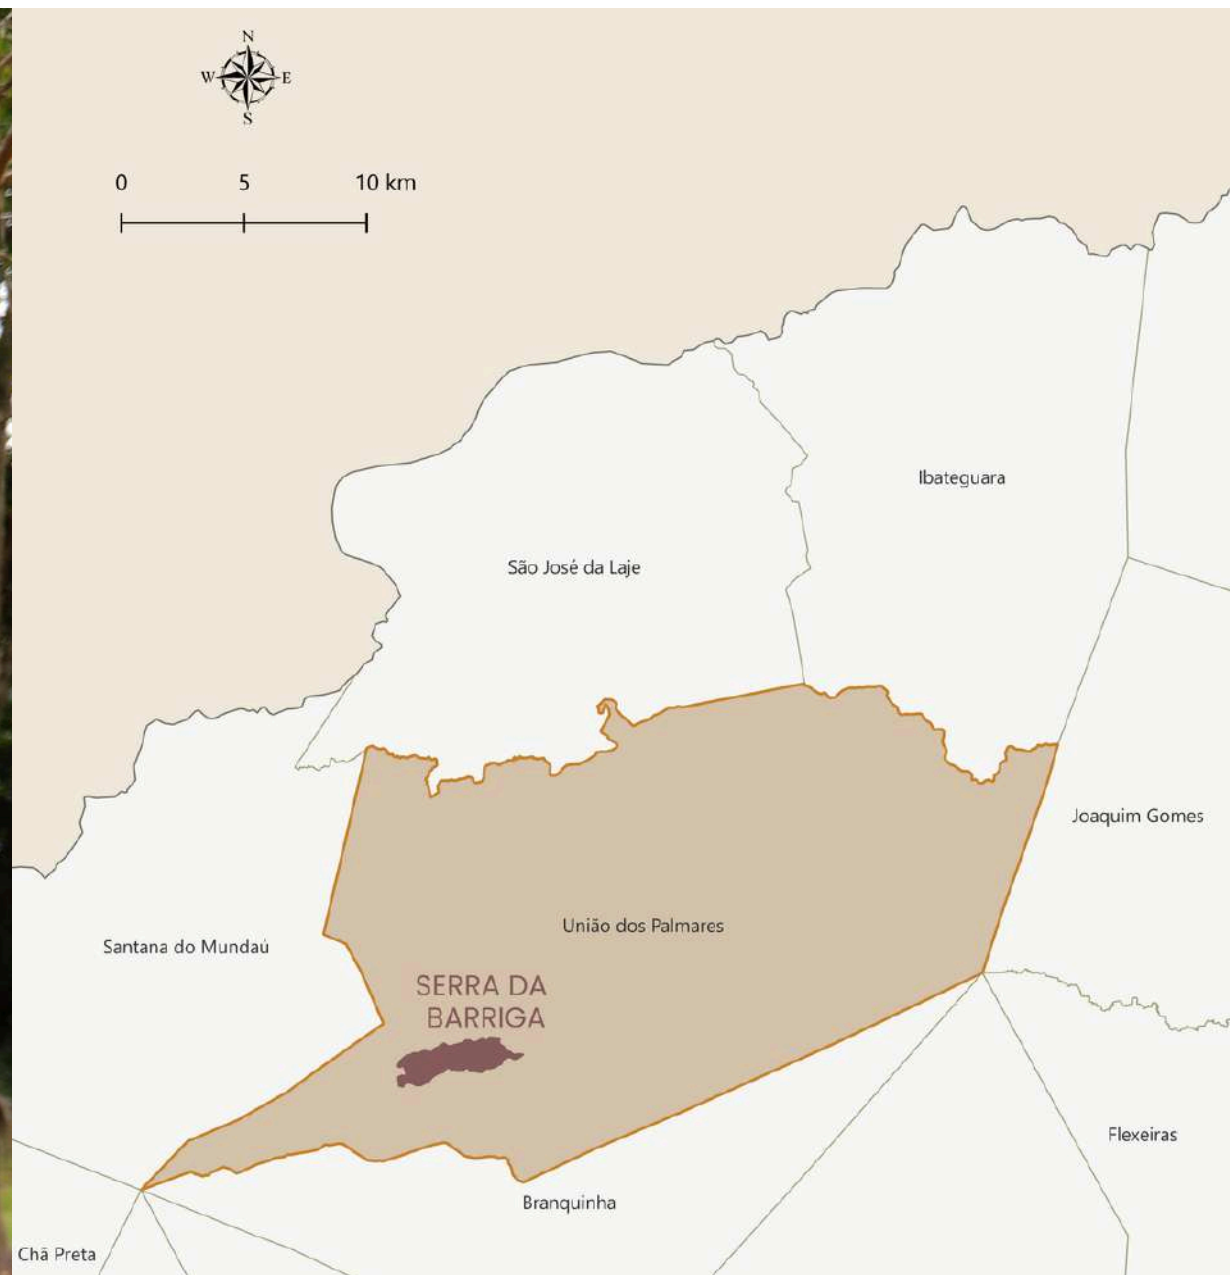 N
W E
S
0 5 10 km
Ibateguara
São José da Laje
Joaquim Gomes
União dos Palmares
Santana do Mundaú
SERRA DA
BARRIGA
Flexeiras
Branquinha
Chã Preta